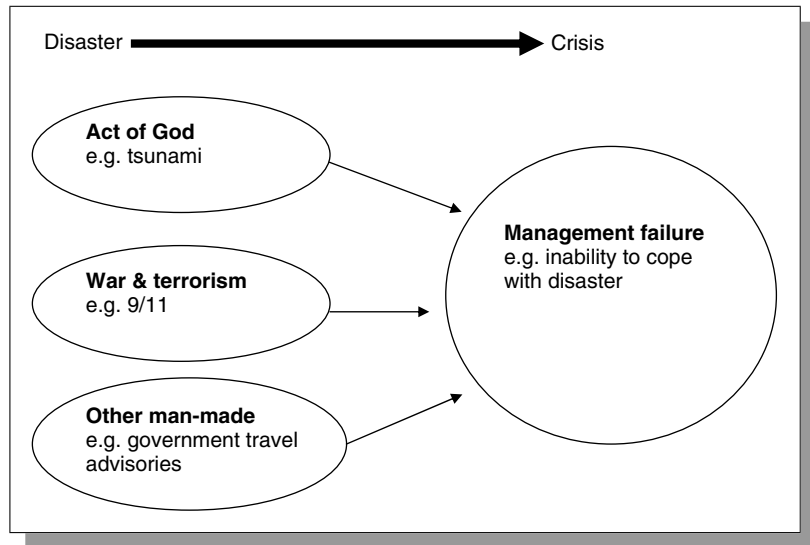 Disaster
Crisis
Act of God
e.g. tsunami
War & terrorism
e.g. 9/11
Other man-made
e.g. government travel
advisories
Management failure
e.g. inability to cope
with disaster